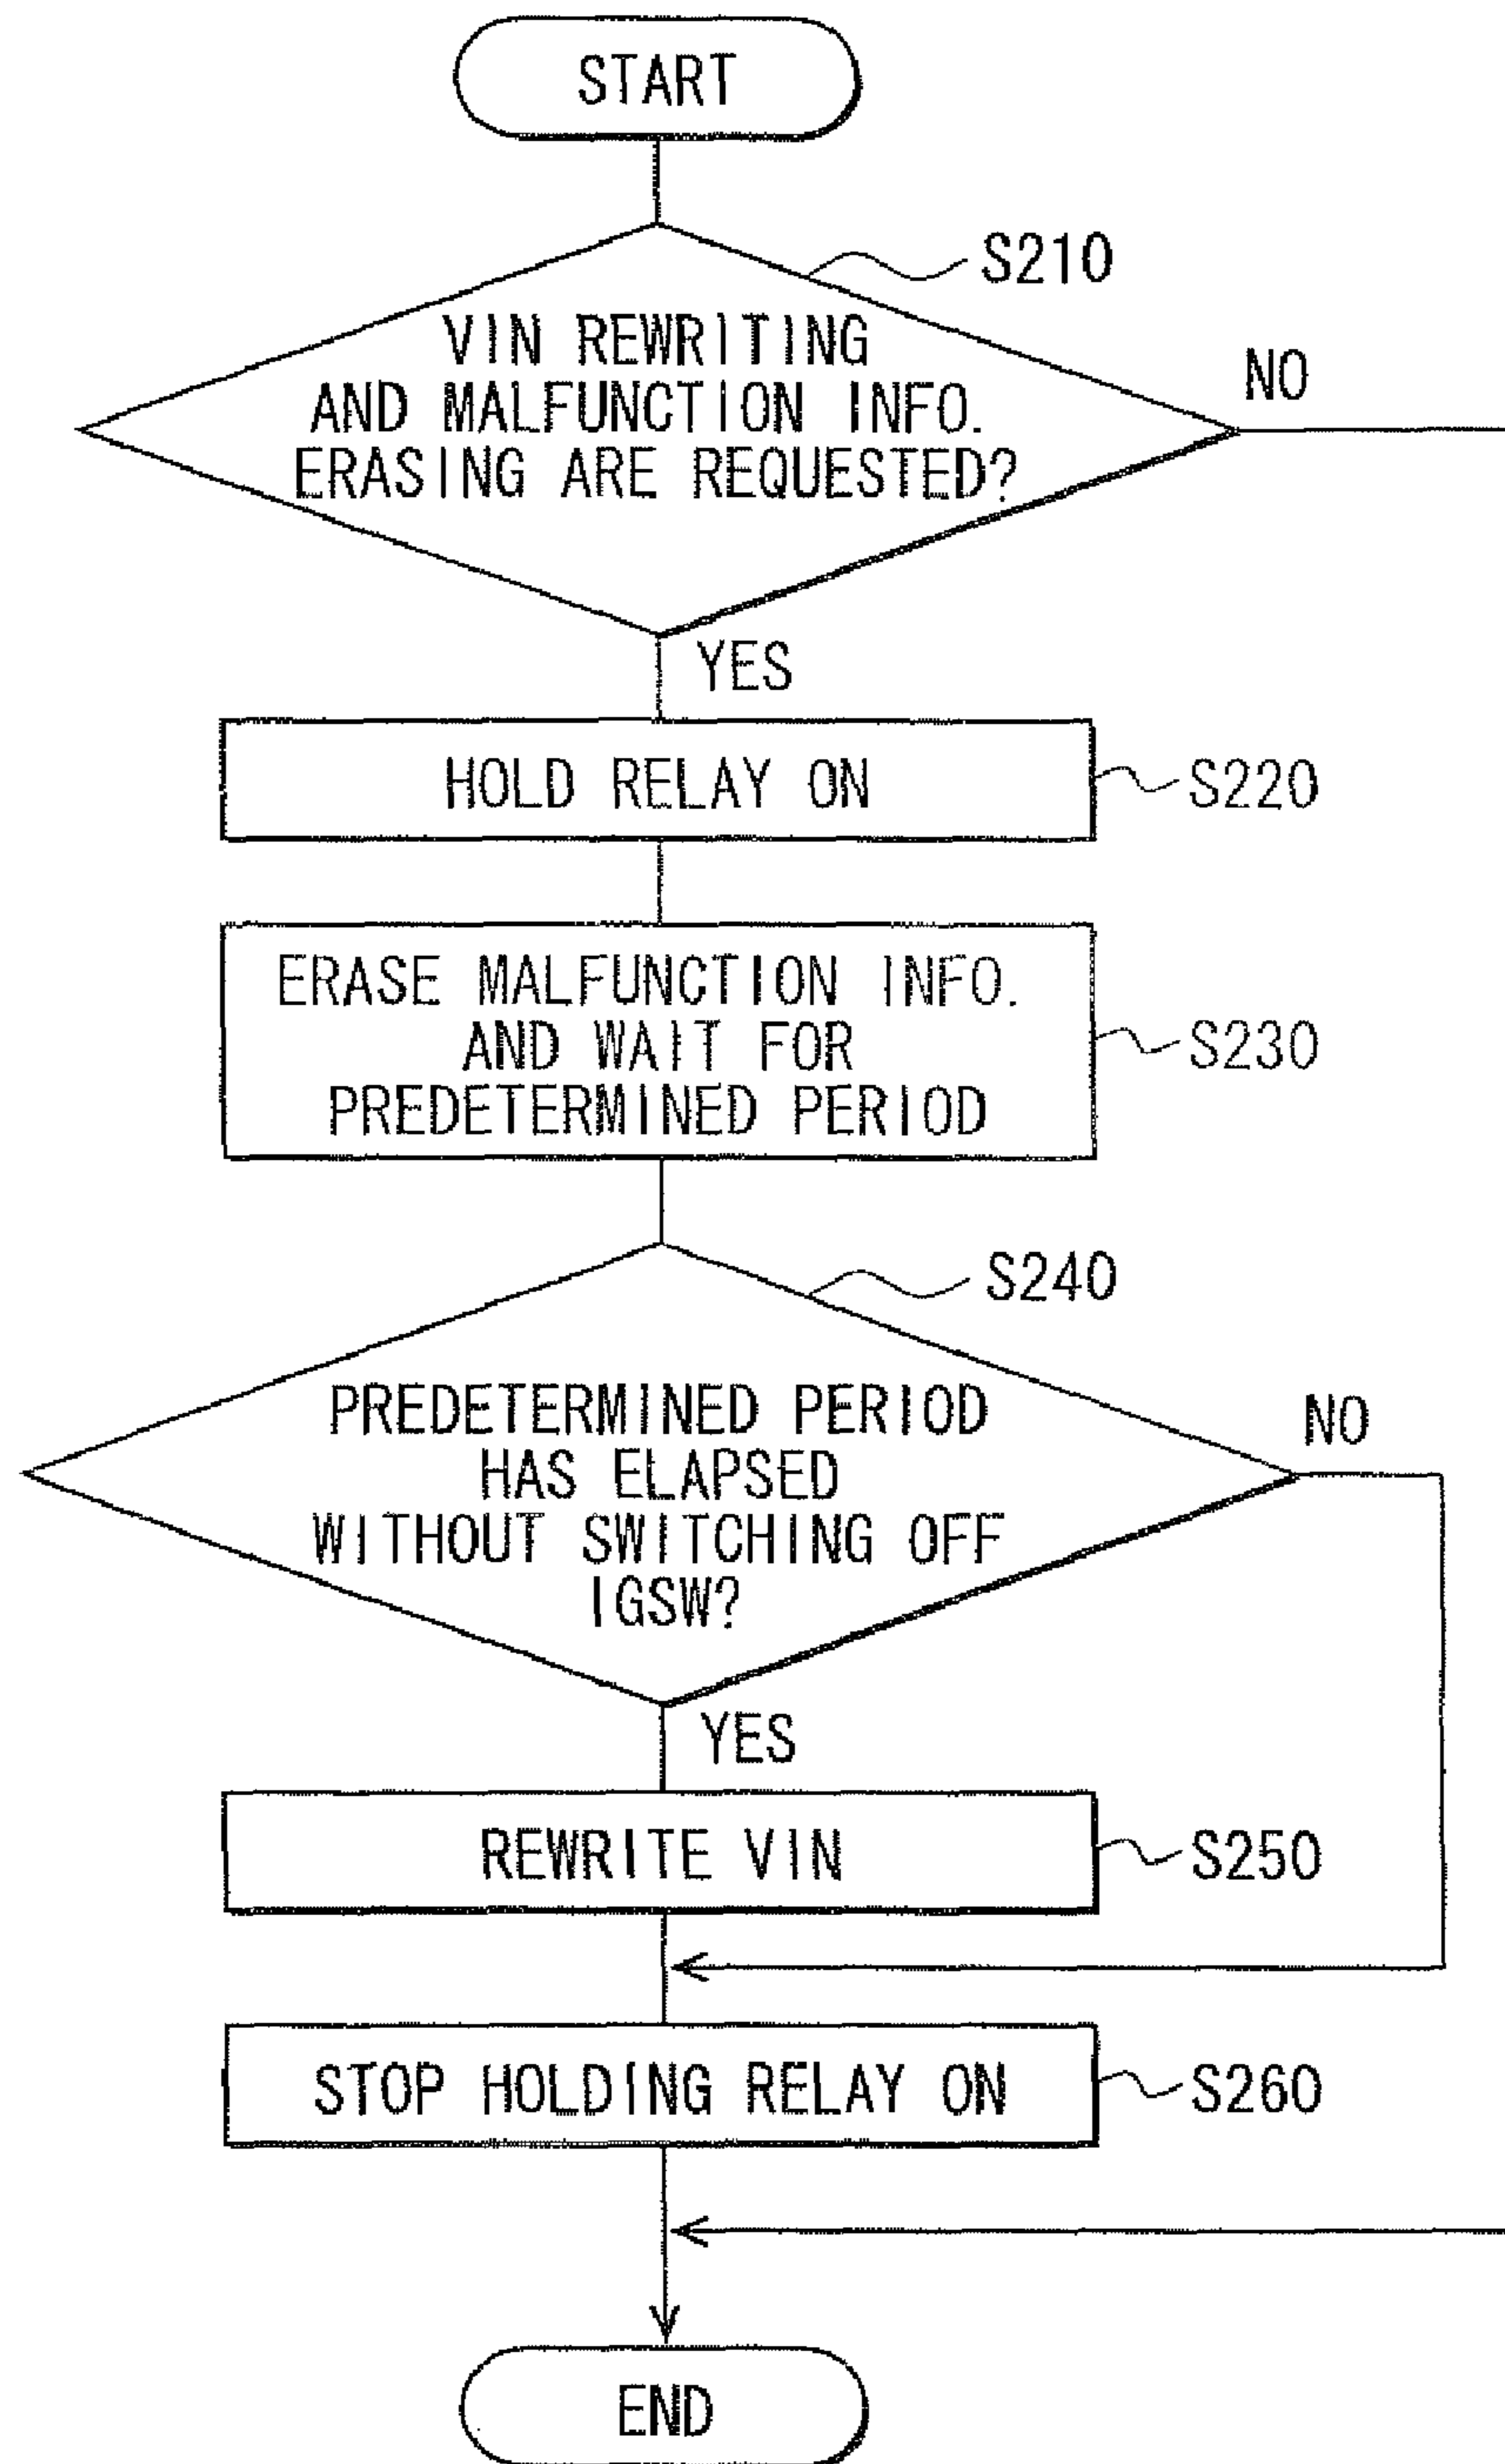 START
S210
VIN REWRITING
AND MALFUNCTION INFO.
ERASING ARE REQUESTED?
NO
YES
HOLD RELAY ON
S220
ERASE MALFUNCTION INFO.
AND WAIT FOR
PREDETERMINED PERIOD
S230
S240
PREDETERMINED PERIOD
HAS ELAPSED
WITHOUT SWITCHING OFF
IGSW?
NO
YES
REWRITE VIN
S250
STOP HOLDING RELAY ON
S260
END